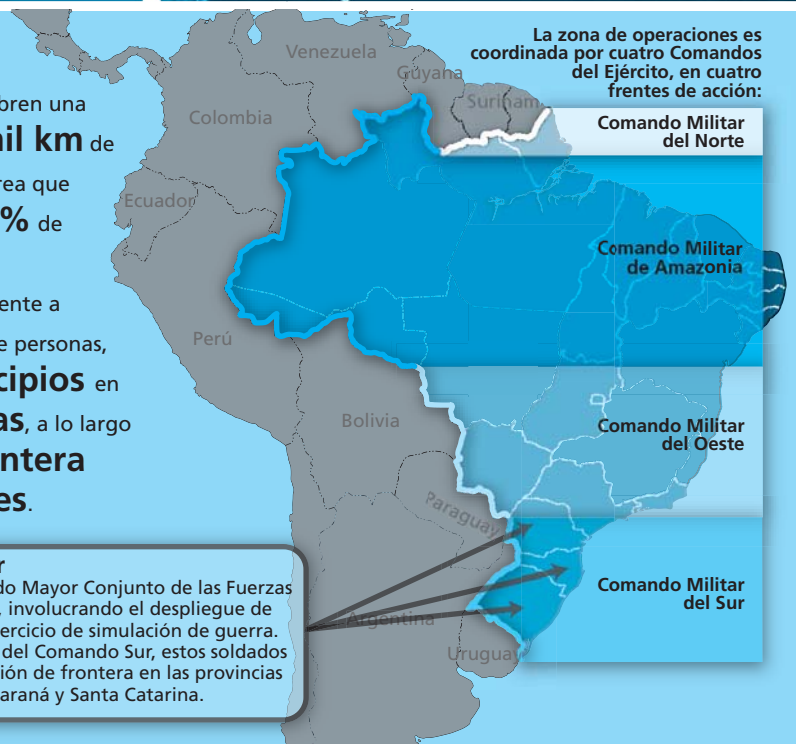 La zona de operaciones es
coordinada por cuatro Comandos
del Ejército, en cuatro
frentes de acción:
Comando Militar
del Norte
Comando Militar
de Amazonia
Comando Militar
del Oeste
Comando Militar
del Sur
Venezuela
Guyana
Surinam
Colombia
Ecuador
Perú
Bolivia
Paraguay
Argentina
Uruguay
bren una
il km de
rea que
% de
ente a
e personas,
cipios en
as, a lo largo
ntera
es.
r
do Mayor Conjunto de las Fuerzas
, involucrando el despliegue de
ercicio de simulación de guerra.
del Comando Sur, estos soldados
ión de frontera en las provincias
araná y Santa Catarina.